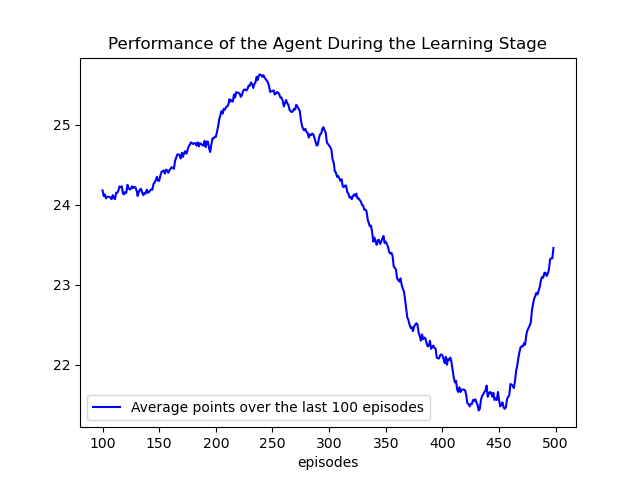 Performance of the Agent During the Learning Stage
25
24
23
22
Average points over the last 100 episodes
100 150 200 250 300 350 400 450 500
episodes